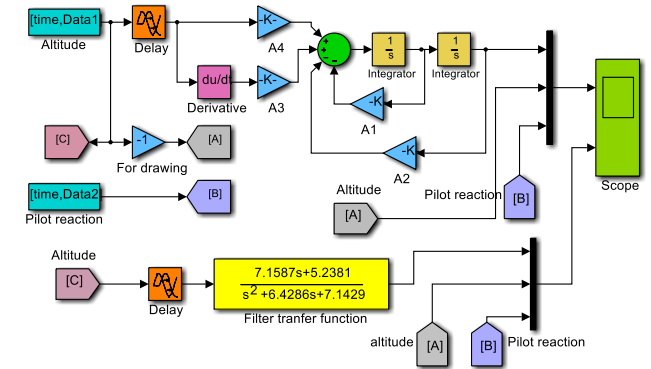 [time,Data1
Altitude
Delay
-K-
A4
du/dt
Derivative
-K-
A3
+
+
-
-
1
s
Integrator
1
s
Integrator
-K
A1
-K
A2
[C]
-1
For drawing
[A]
[time,Data2
Pilot reaction
[B]
Altitude
[A]
Pilot reaction
[B]
Scope
Altitude
[C]
Delay
7.1587s+5.2381
s2 +6.4286s+7.1429
Filter tranfer function
altitude
[A]
[B]
Pilot reaction